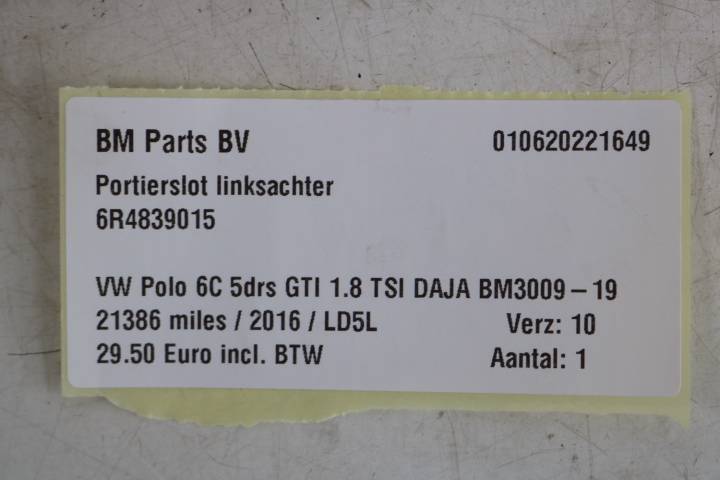 BM Parts BV 010620221649
Portierslot linksachter
6R4839015
VW Polo 6C 5drs GTI 1.8 TSI DAJA BM3009 – 19
21386 miles / 2016 / LD5L Verz: 10
29.50 Euro incl. BTW Aantal: 1